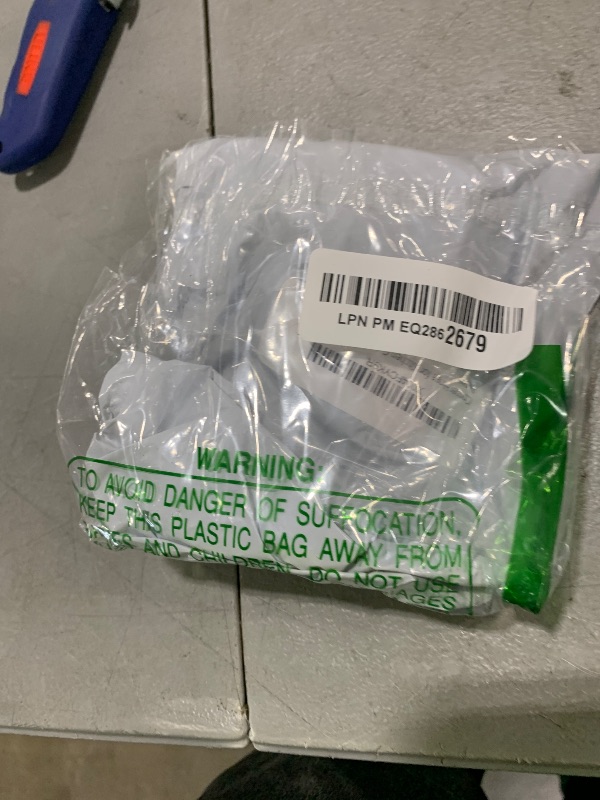 LPN PM EQ2862679
WARNING:
TO AVOID DANGER OF SUFFOCATION,
KEEP THIS PLASTIC BAG AWAY FROM
AND CHILDREN. DO NOT USE